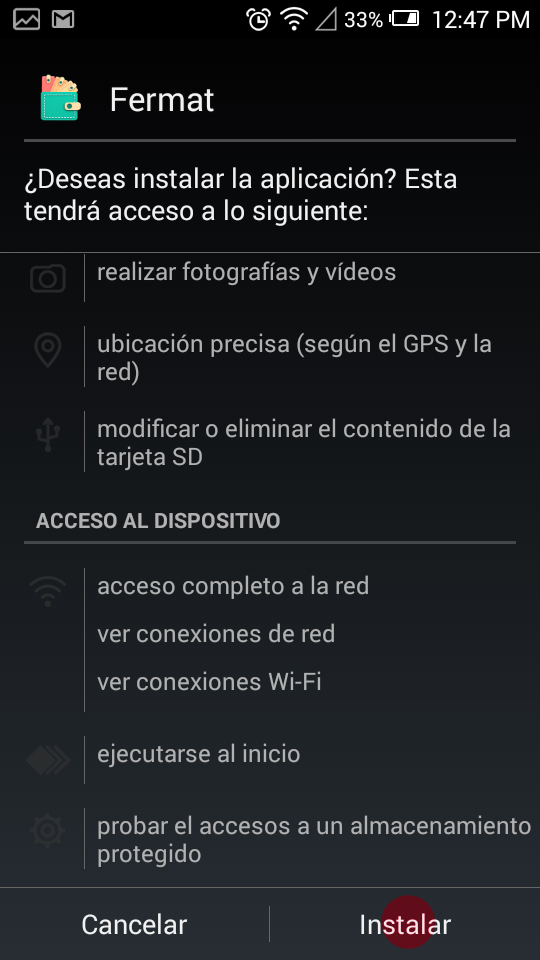 33% 12:47 PM
Fermat
¿Deseas instalar la aplicación? Esta
tendrá acceso a lo siguiente:
realizar fotografías y vídeos
ubicación precisa (según el GPS y la
red)
modificar o eliminar el contenido de la
tarjeta SD
ACCESO AL DISPOSITIVO
acceso completo a la red
ver conexiones de red
ver conexiones Wi-Fi
ejecutarse al inicio
probar el accesos a un almacenamiento
protegido
Cancelar
Instalar